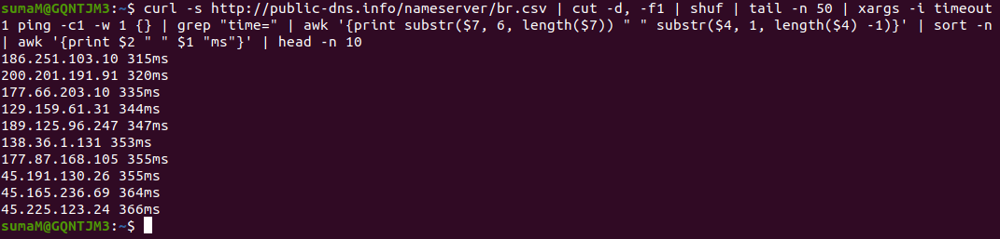 sumaM@GQNTJM3:~$ curl -s http://public-dns.info/nameserver/br.csv | cut -d, -f1 | shuf | tail -n 50 | xargs -i timeout
1 ping -c1 -w 1 {} | grep "time=" | awk '{print substr($7, 6, length($7)) " " substr($4, 1, length($4) -1)}' | sort -n
| awk '{print $2 " " $1 "ms"}' | head -n 10
186.251.103.10 315ms
200.201.191.91 320ms
177.66.203.10 335ms
129.159.61.31 344ms
189.125.96.247 347ms
138.36.1.131 353ms
177.87.168.105 355ms
45.191.130.26 355ms
45.165.236.69 364ms
45.225.123.24 366ms
sumaM@GQNTJM3:~$